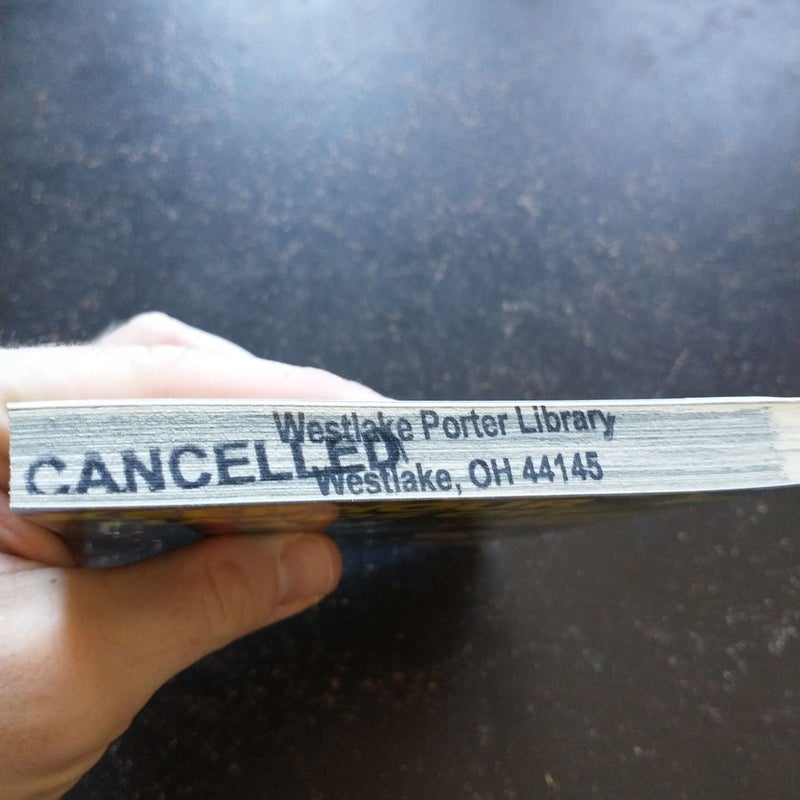 Westlake Porter Library
CANCELLED
Westlake, OH 44145